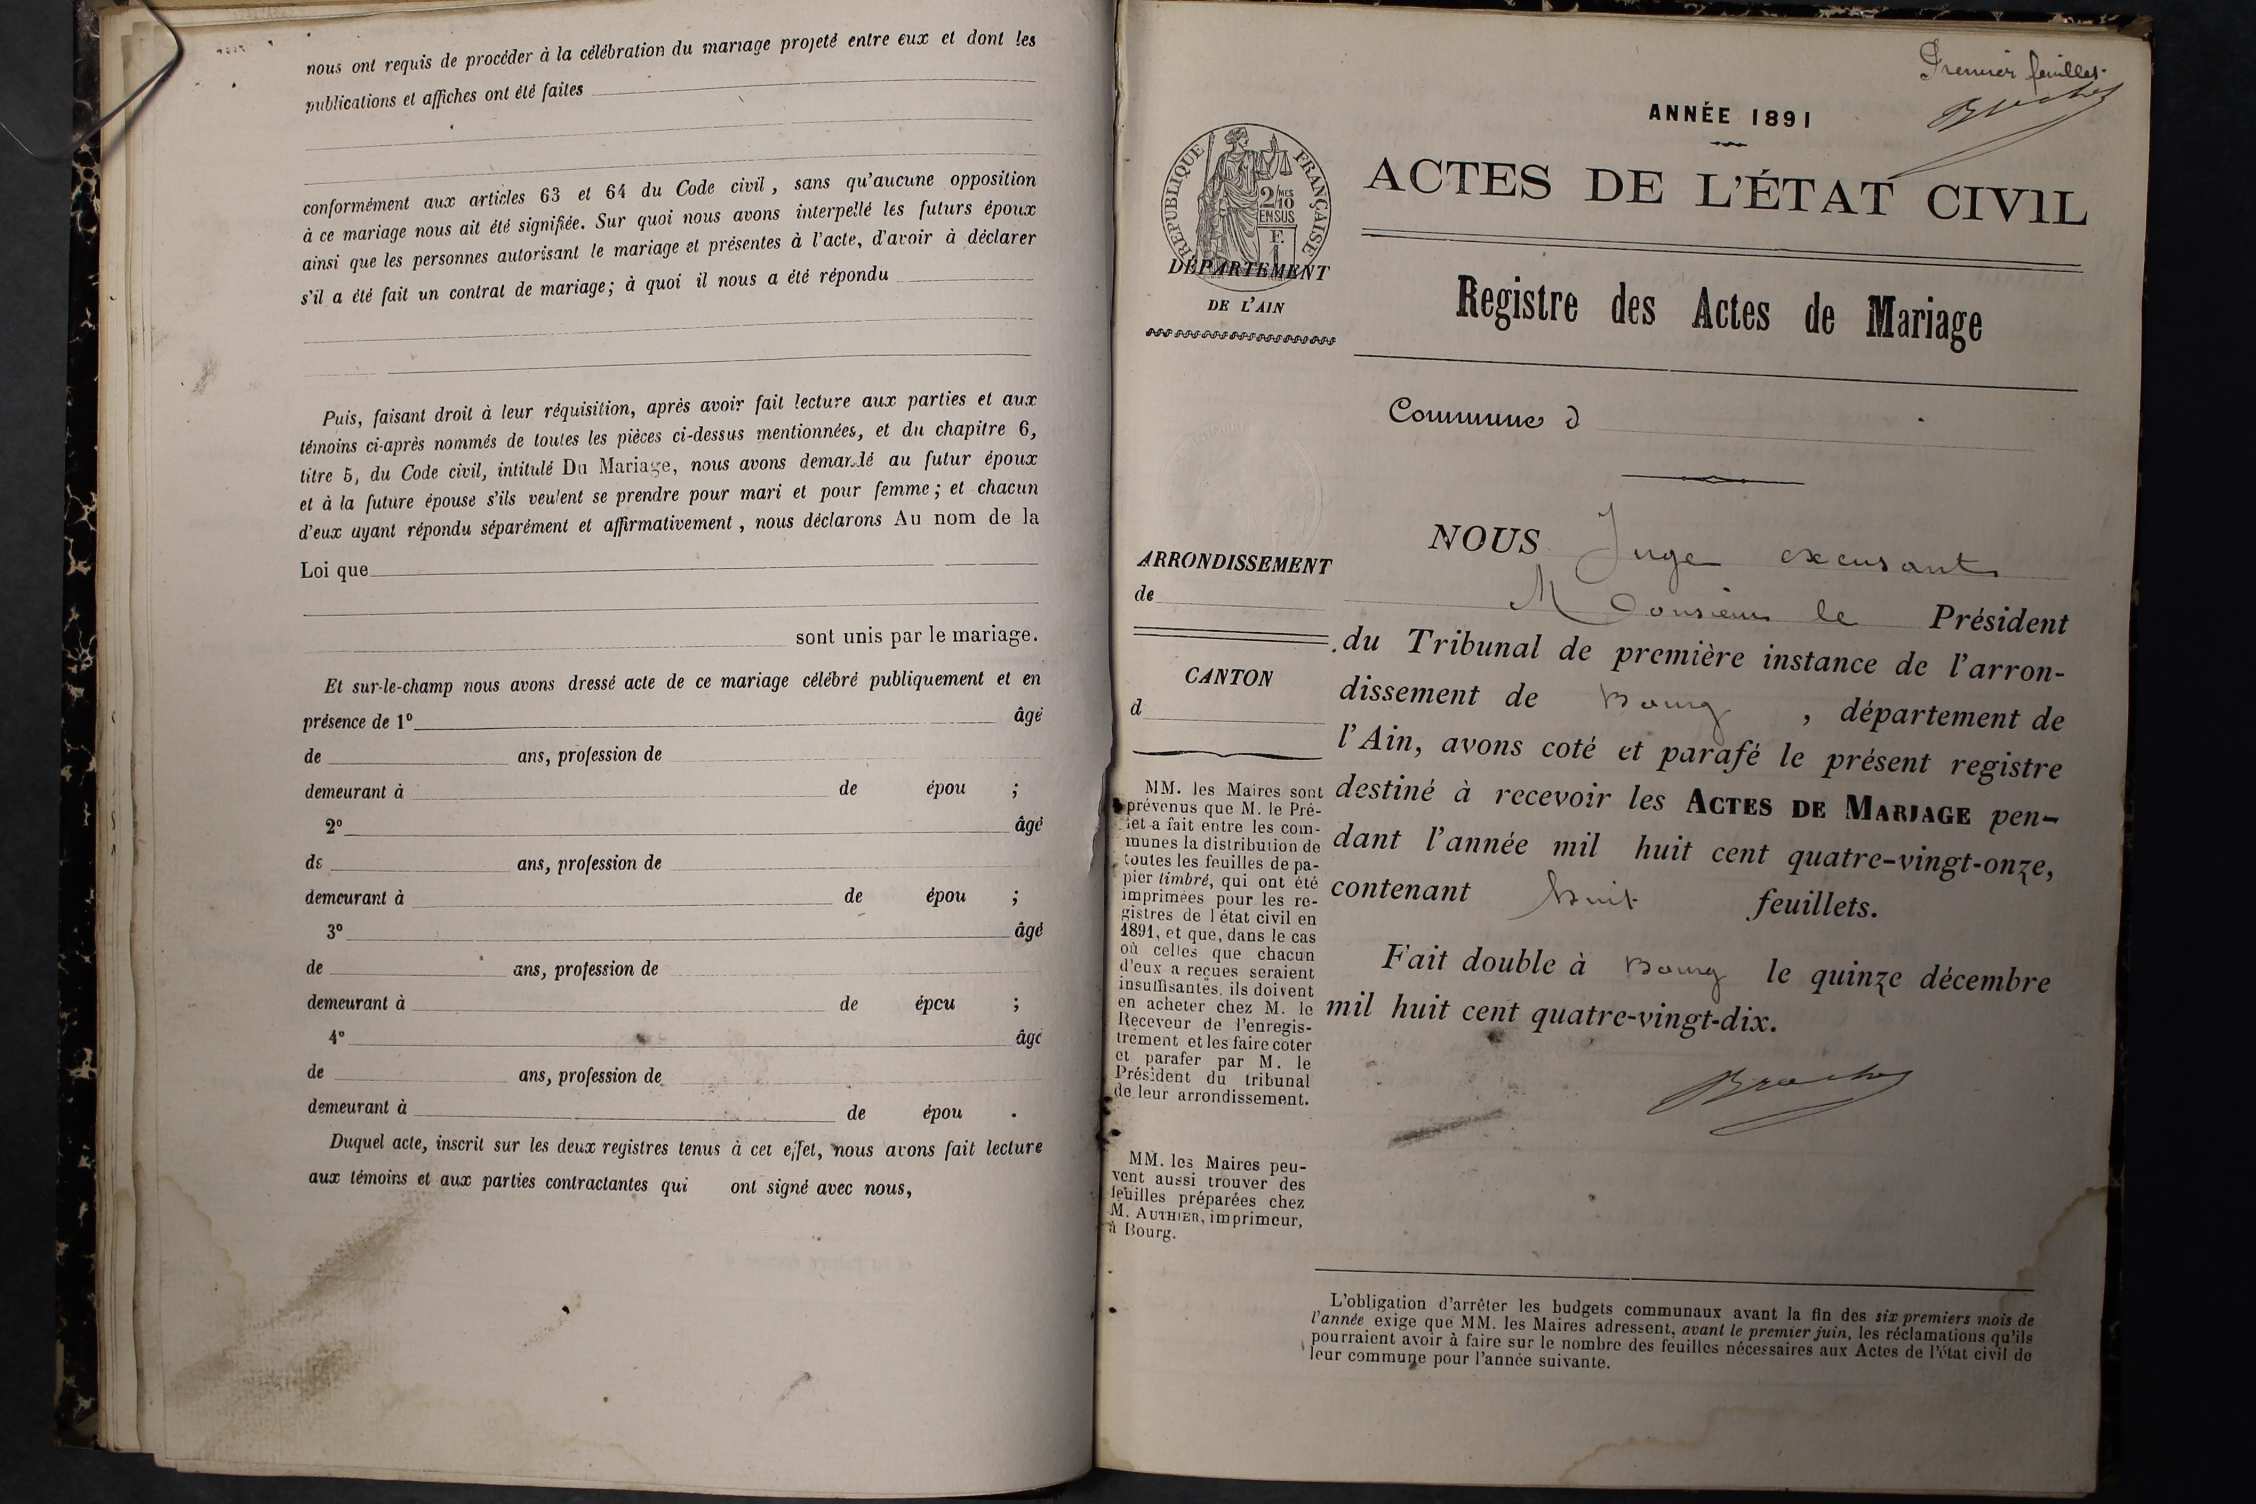 nous ont requis de procéder à la célébration du mariage projeté entre eux et dont les
publications et affiches ont été faites
conformément aux articles 63 et 64 du Code civil, sans qu'aucune opposition
à ce mariage nous ait été signifiée. Sur quoi nous avons interpellé les futurs époux
ainsi que les personnes autorisant le mariage et présentes à l'acte, d'avoir à déclarer
s'il a été fait un contrat de mariage; à quoi il nous a été répondu
Puis, faisant droit à leur réquisition, après avoir fait lecture aux parties et aux
témoins ci-après nommés de toutes les pièces ci-dessus mentionnées, et du chapitre 6,
titre 5, du Code civil, intitulé Du Mariage, nous avons demandé au futur époux
et à la future épouse s'ils veulent se prendre pour mari et pour femme; et chacun
d'eux ayant répondu séparément et affirmativement, nous déclarons Au nom de la
Loi que
sont unis par le mariage.
Et sur-le-champ nous avons dressé acte de ce mariage célébré publiquement et en
présence de 1° âgé
de ans, profession de
demeurant à de épou ;
2° âgé
de ans, profession de
demeurant à de épou ;
3° âgé
de ans, profession de
demeurant à de épou ;
4° âgé
de ans, profession de
demeurant à de épou .
Duquel acte, inscrit sur les deux registres tenus à cet effet, nous avons fait lecture
aux témoins et aux parties contractantes qui ont signé avec nous,
Premier feuillet
ANNÉE 1891
ACTES DE L'ÉTAT CIVIL
RÉPUBLIQUE FRANÇAISE
2/10 MES
EN SUS
F.
1
DÉPARTEMENT
DE L'AIN
Registre des Actes de Mariage
Commune d
ARRONDISSEMENT
de
CANTON
d
MM. les Maires sont
prévenus que M. le Pré-
fet a fait entre les com-
munes la distribution de
toutes les feuilles de pa-
pier timbré, qui ont été
imprimées pour les re-
gistres de l'état civil en
1891, et que, dans le cas
où celles que chacun
d'eux a reçues seraient
insuffisantes, ils doivent
en acheter chez M. le
Receveur de l'enregis-
trement et les faire coter
et parafer par M. le
Président du tribunal
de leur arrondissement.
MM. les Maires peu-
vent aussi trouver des
feuilles préparées chez
M. AUTHIER, imprimeur,
à Bourg.
NOUS Juge excusant
Monsieur le Président
du Tribunal de première instance de l'arron-
dissement de Bourg, département de
l'Ain, avons coté et parafé le présent registre
destiné à recevoir les ACTES DE MARIAGE pen-
dant l'année mil huit cent quatre-vingt-onze,
contenant huit feuillets.
Fait double à Bourg le quinze décembre
mil huit cent quatre-vingt-dix.
L'obligation d'arrêter les budgets communaux avant la fin des six premiers mois de
l'année exige que MM. les Maires adressent, avant le premier juin, les réclamations qu'ils
pourraient avoir à faire sur le nombre des feuilles nécessaires aux Actes de l'état civil de
leur commune pour l'année suivante.